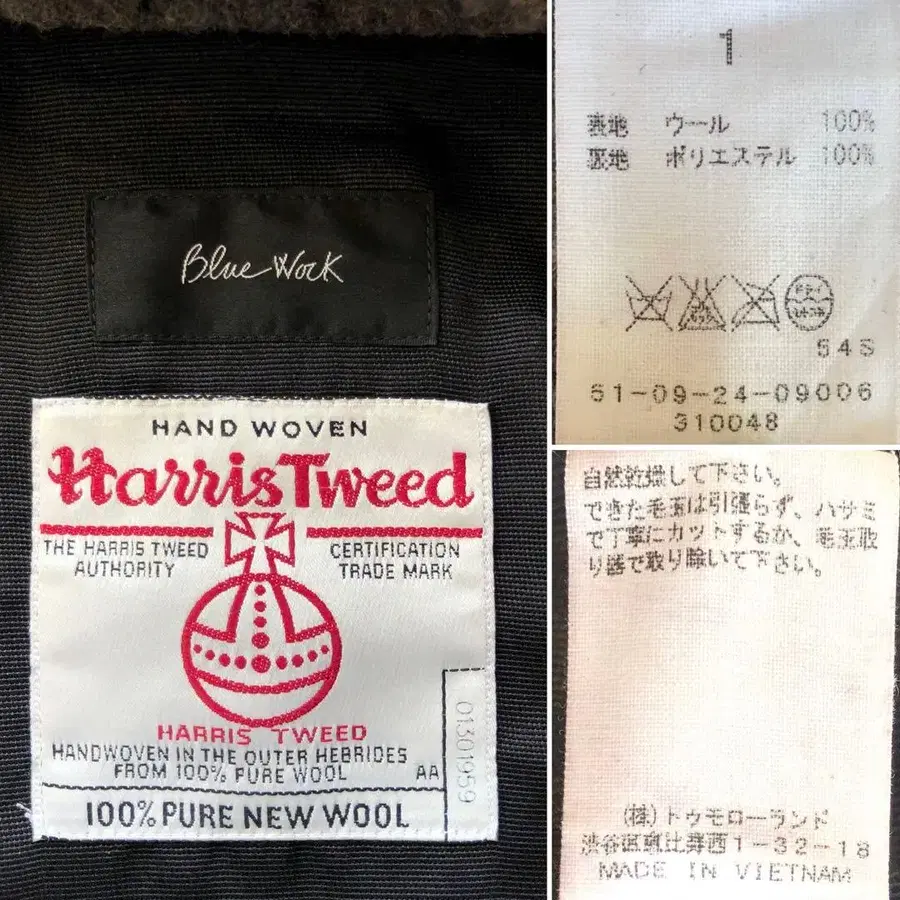 Blue Work
HAND WOVEN
Harris Tweed
THE HARRIS TWEED AUTHORITY
CERTIFICATION TRADE MARK
HARRIS TWEED
HANDWOVEN IN THE OUTER HEBRIDES
FROM 100% PURE WOOL
AA
01301959
100% PURE NEW WOOL
1
表地 ウール 100%
裏地 ポリエステル 100%
ドライ
54S
61-09-24-09006
310048
自然乾燥して下さい。
できた毛玉は引張らず、ハサミ
で丁寧にカットするか、毛玉取
り器で取り除いて下さい。
(株)トゥモローランド
渋谷区恵比寿西1-32-18
MADE IN VIETNAM